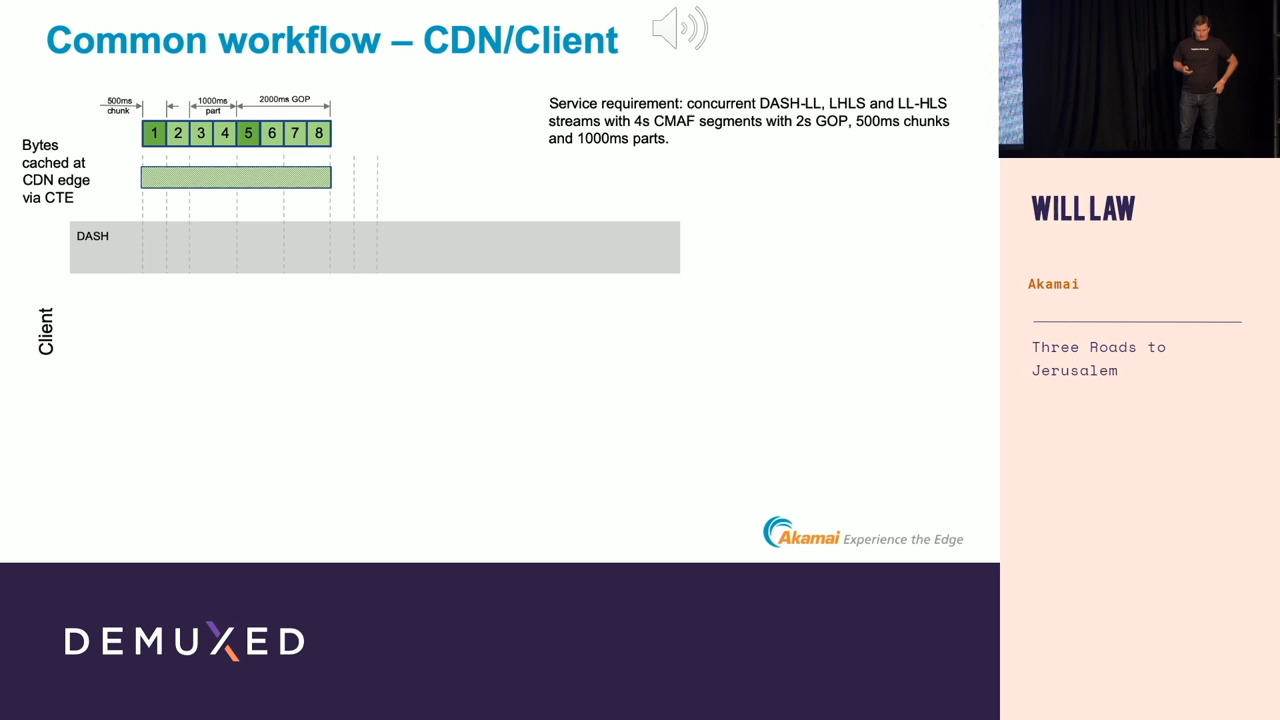 Common workflow – CDN/Client
500ms
chunk
1000ms
part
2000ms GOP
1 2 3 4 5 6 7 8
Bytes
cached at
CDN edge
via CTE
Service requirement: concurrent DASH-LL, LHLS and LL-HLS
streams with 4s CMAF segments with 2s GOP, 500ms chunks
and 1000ms parts.
DASH
Client
Akamai Experience the Edge
WILL LAW
Akamai
Three Roads to
Jerusalem
DEMUXED